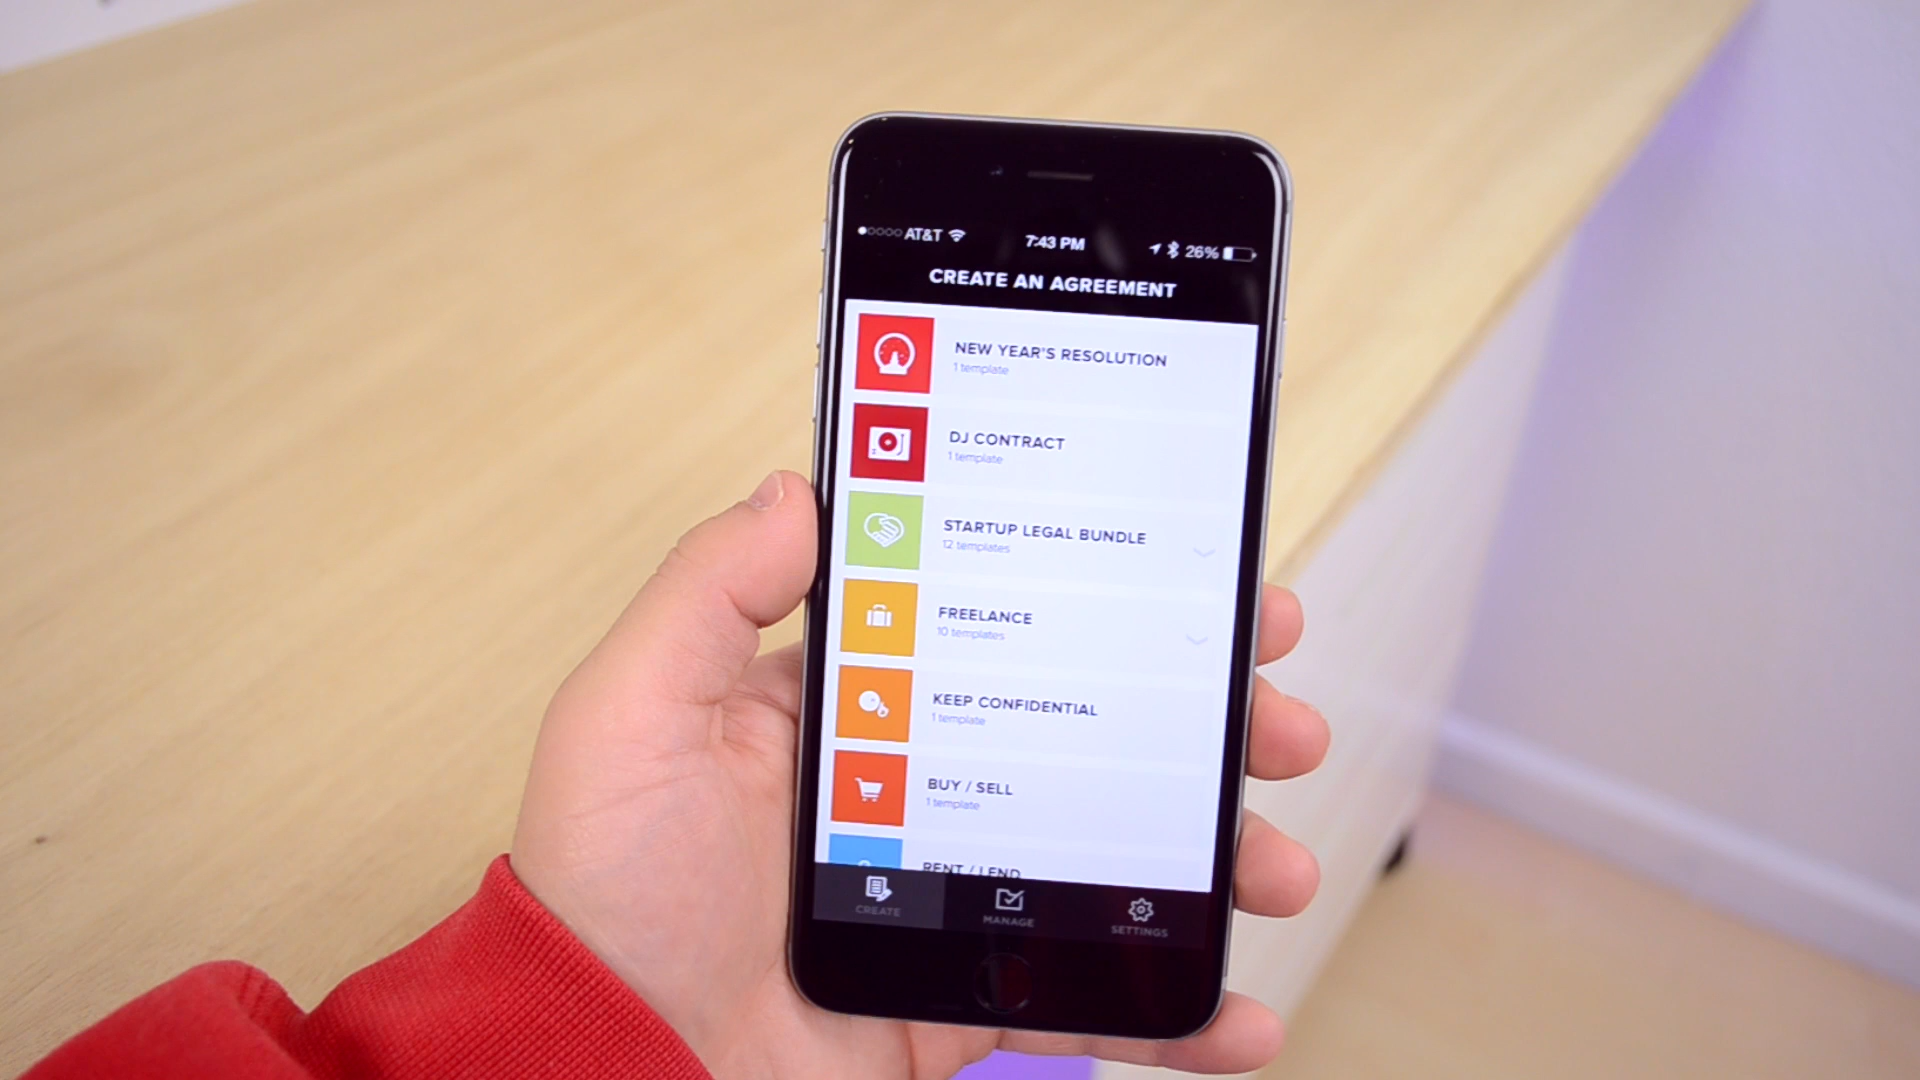 AT&T 7:43 PM 26%
CREATE AN AGREEMENT
NEW YEAR'S RESOLUTION
1 template
DJ CONTRACT
1 template
STARTUP LEGAL BUNDLE
12 templates
FREELANCE
10 templates
KEEP CONFIDENTIAL
1 template
BUY / SELL
1 template
RENT / LEND
CREATE MANAGE SETTINGS